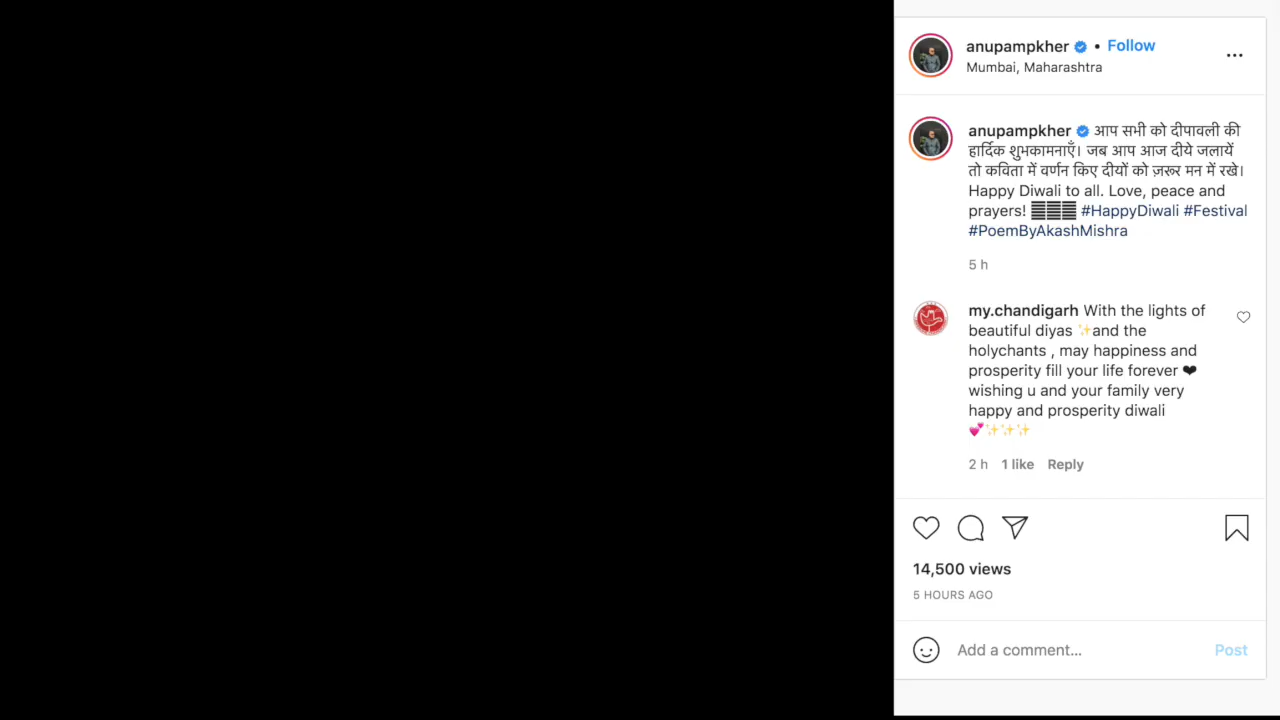 anupampkher • Follow
Mumbai, Maharashtra
anupampkher आप सभी को दीपावली की
हार्दिक शुभकामनाएँ। जब आप आज दीये जलायें
तो कविता में वर्णन किए दीयों को ज़रूर मन में रखे।
Happy Diwali to all. Love, peace and
prayers! #HappyDiwali #Festival
#PoemByAkashMishra
5 h
my.chandigarh With the lights of
beautiful diyas ✨and the
holychants , may happiness and
prosperity fill your life forever ❤
wishing u and your family very
happy and prosperity diwali
💕✨✨✨
2 h 1 like Reply
14,500 views
5 HOURS AGO
Add a comment... Post